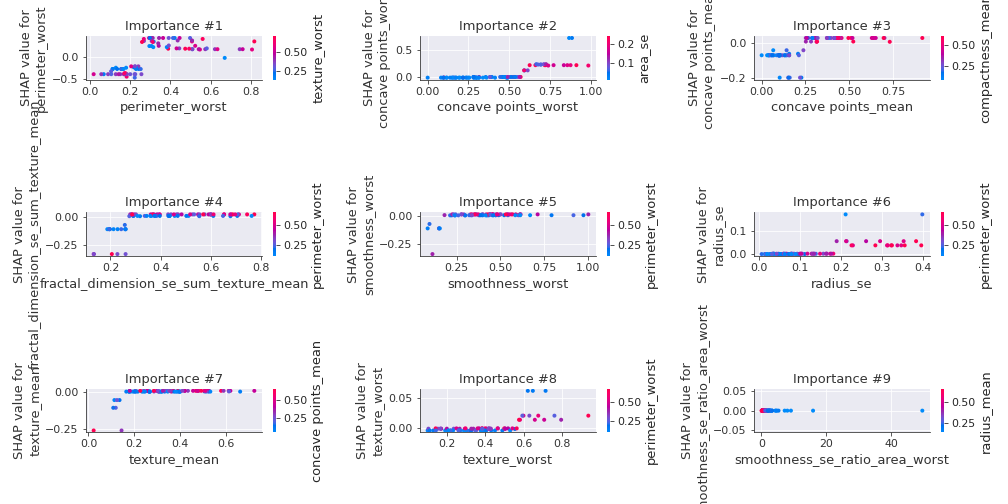 Importance #1
SHAP value for
perimeter_worst
0.0
−0.5
0.0
0.2
0.4
0.6
0.8
perimeter_worst
0.50
0.25
texture_worst
Importance #2
SHAP value for
concave points_wor
0.5
0.0
0.00
0.25
0.50
0.75
1.00
concave points_worst
0.2
0.1
area_se
Importance #3
SHAP value for
concave points_mea
0.0
−0.2
0.00
0.25
0.50
0.75
concave points_mean
0.50
0.25
compactness_mean
Importance #4
SHAP value for
fractal_dimension_se_sum_texture_mean
0.00
−0.25
0.2
0.4
0.6
0.8
fractal_dimension_se_sum_texture_mean
0.50
0.25
perimeter_worst
Importance #5
SHAP value for
smoothness_worst
0.00
−0.25
0.25
0.50
0.75
1.00
smoothness_worst
0.50
0.25
perimeter_worst
Importance #6
SHAP value for
radius_se
0.1
0.0
0.0
0.1
0.2
0.3
0.4
radius_se
0.50
0.25
perimeter_worst
Importance #7
SHAP value for
texture_mean
0.00
−0.25
0.0
0.2
0.4
0.6
texture_mean
0.50
0.25
concave points_mean
Importance #8
SHAP value for
texture_worst
0.05
0.00
0.2
0.4
0.6
0.8
texture_worst
0.50
0.25
perimeter_worst
Importance #9
SHAP value for
moothness_se_ratio_area_worst
0.05
0.00
−0.05
0
20
40
smoothness_se_ratio_area_worst
0.50
0.25
radius_mean